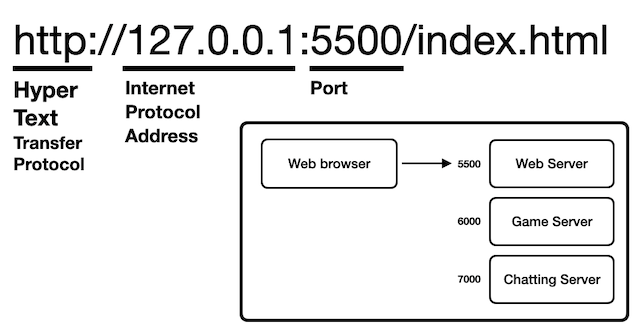 http://127.0.0.1:5500/index.html
Hyper
Text
Transfer
Protocol
Internet
Protocol
Address
Port
Web browser
5500
Web Server
6000
Game Server
7000
Chatting Server